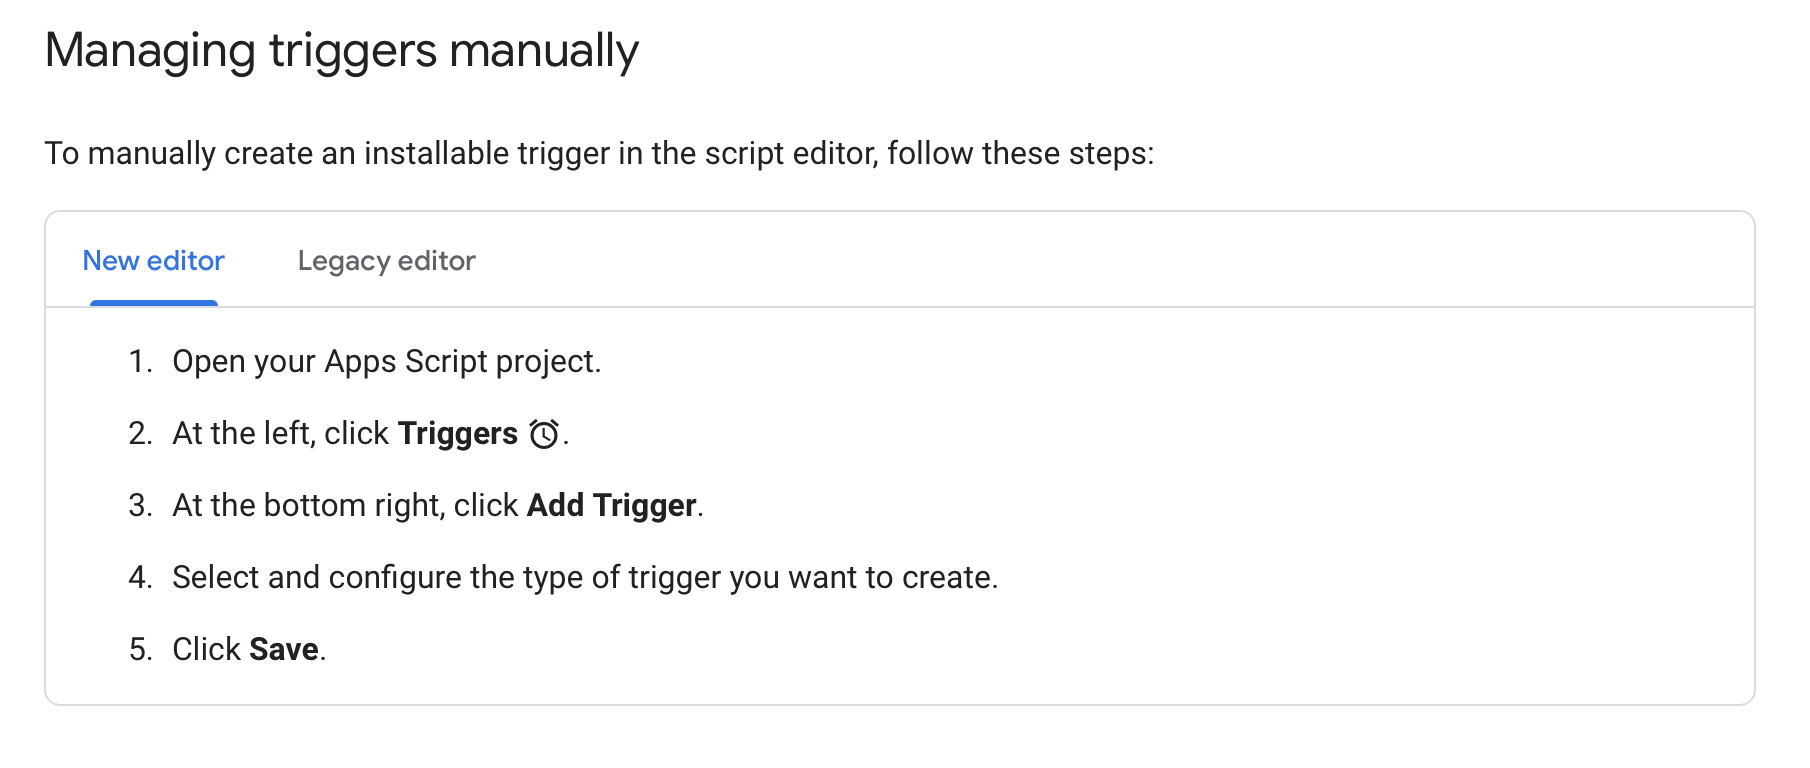 Managing triggers manually
To manually create an installable trigger in the script editor, follow these steps:
New editor Legacy editor
1. Open your Apps Script project.
2. At the left, click Triggers .
3. At the bottom right, click Add Trigger.
4. Select and configure the type of trigger you want to create.
5. Click Save.